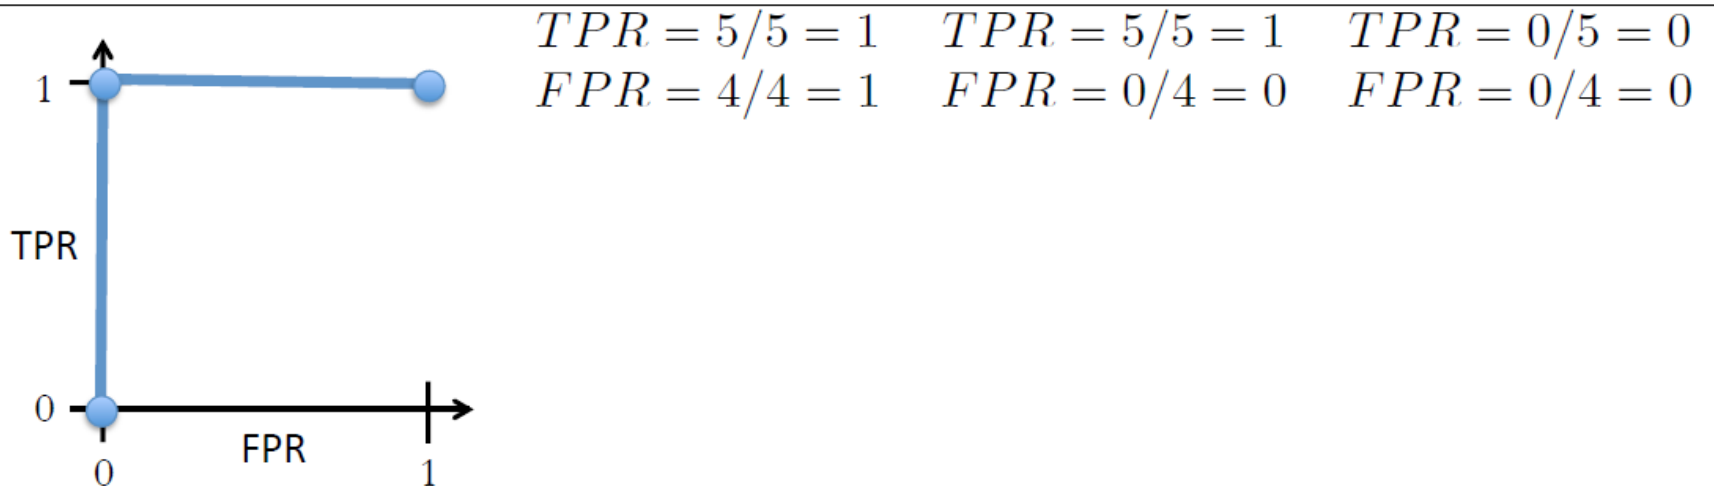 TPR = 5/5 = 1 TPR = 5/5 = 1 TPR = 0/5 = 0
FPR = 4/4 = 1 FPR = 0/4 = 0 FPR = 0/4 = 0
1
TPR
0
FPR
0 1